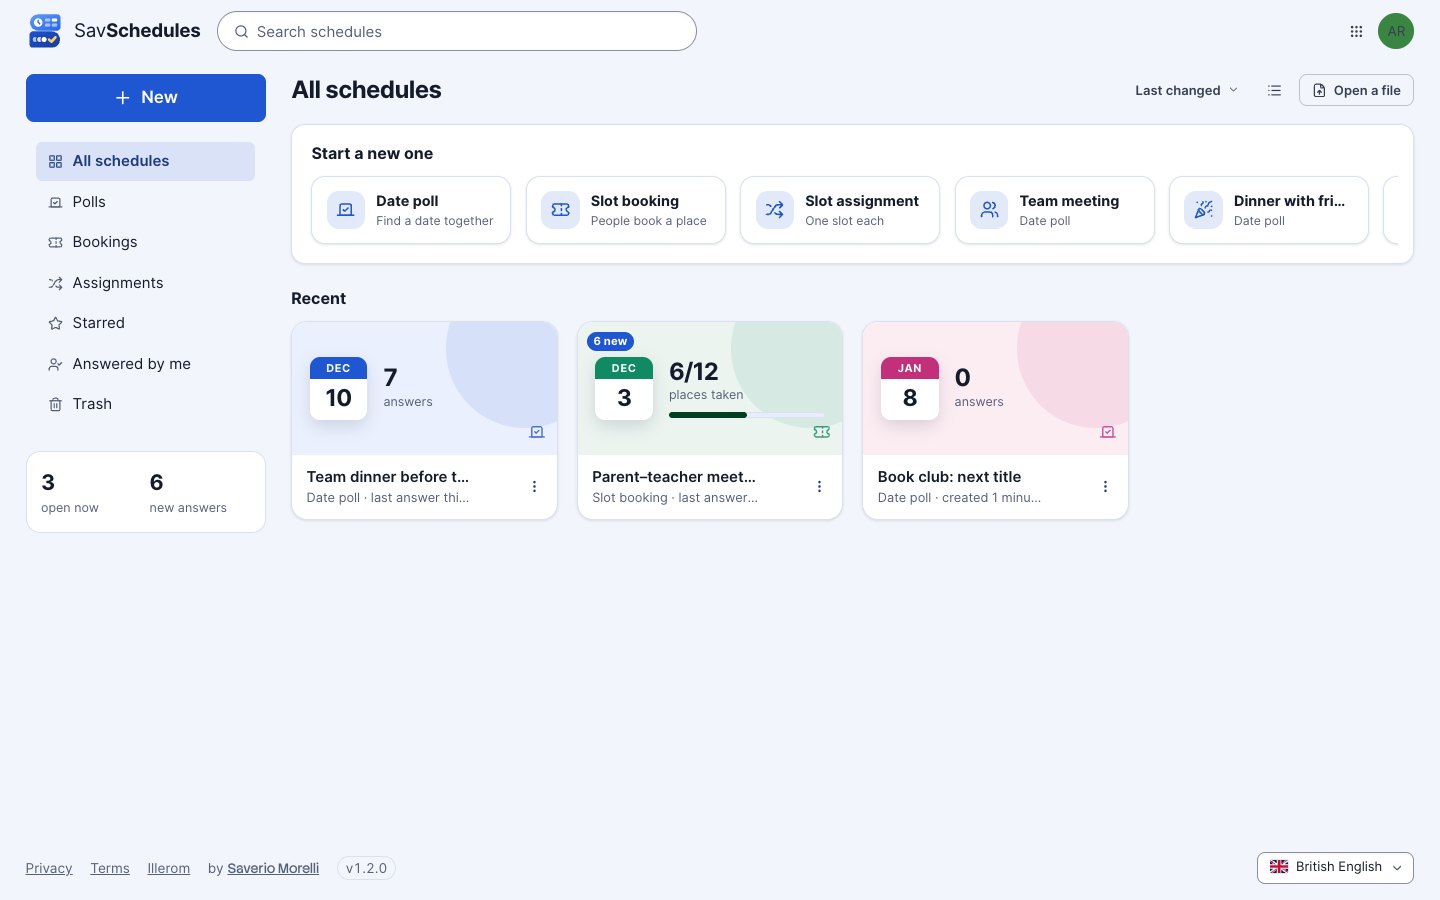 SavSchedules
Search schedules
AR
New
All schedules
Polls
Bookings
Assignments
Starred
Answered by me
Trash
3
open now
6
new answers
All schedules
Last changed
Open a file
Start a new one
Date poll
Find a date together
Slot booking
People book a place
Slot assignment
One slot each
Team meeting
Date poll
Dinner with fri...
Date poll
Recent
DEC
10
7
answers
Team dinner before t...
Date poll · last answer thi...
6 new
DEC
3
6/12
places taken
Parent–teacher meet...
Slot booking · last answer...
JAN
8
0
answers
Book club: next title
Date poll · created 1 minu...
Privacy
Terms
Illerom
by Saverio Morelli
v1.2.0
British English